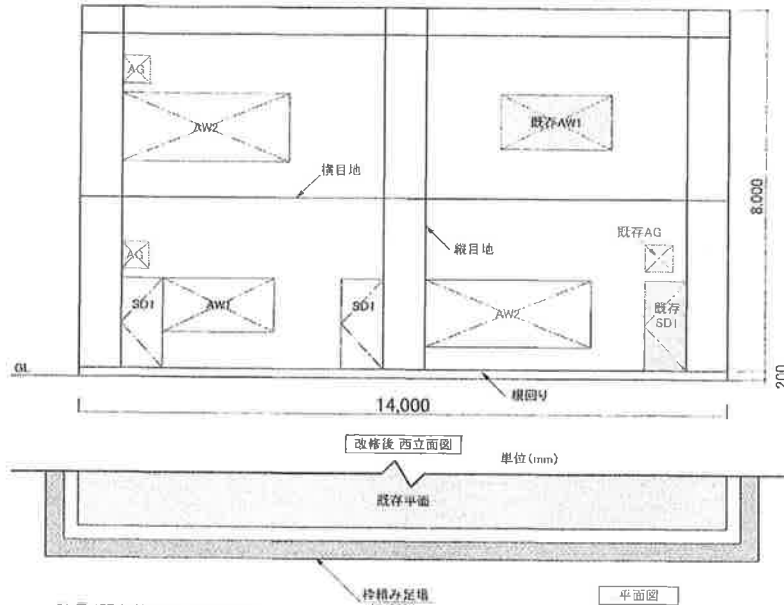 AG
AW2
既存AW1
横目地
8,000
既存AG
AG
縦目地
SD1
AW1
SD1
AW2
既存
SD1
GL
200
根回り
14,000
改修後 西立面図
単位(mm)
既存平面
枠積み足場
平面図